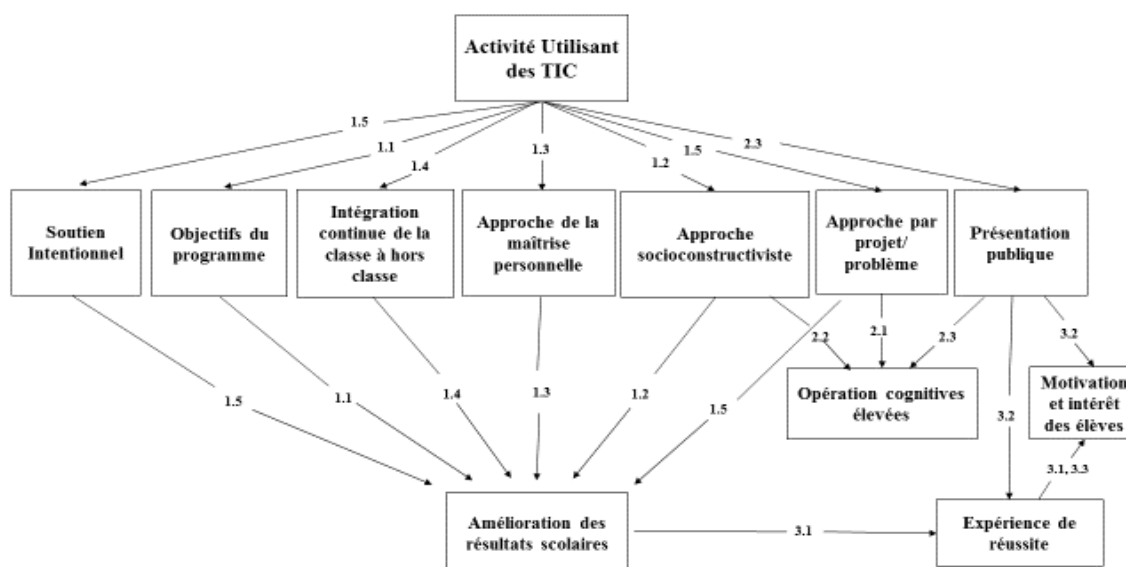 Activité Utilisant
des TIC
1.5
1.1
1.4
1.3
1.2
1.5
2.3
Soutien
Intentionnel
Objectifs du
programme
Intégration
continue de la
classe à hors
classe
Approche de la
maîtrise
personnelle
Approche
socioconstructiviste
Approche par
projet/
problème
Présentation
publique
2.2
2.1
2.3
3.2
Opération cognitives
élevées
Motivation
et intérêt
des élèves
1.5
1.1
1.4
1.3
1.2
1.5
3.2
3.1, 3.3
Amélioration des
résultats scolaires
3.1
Expérience de
réussite